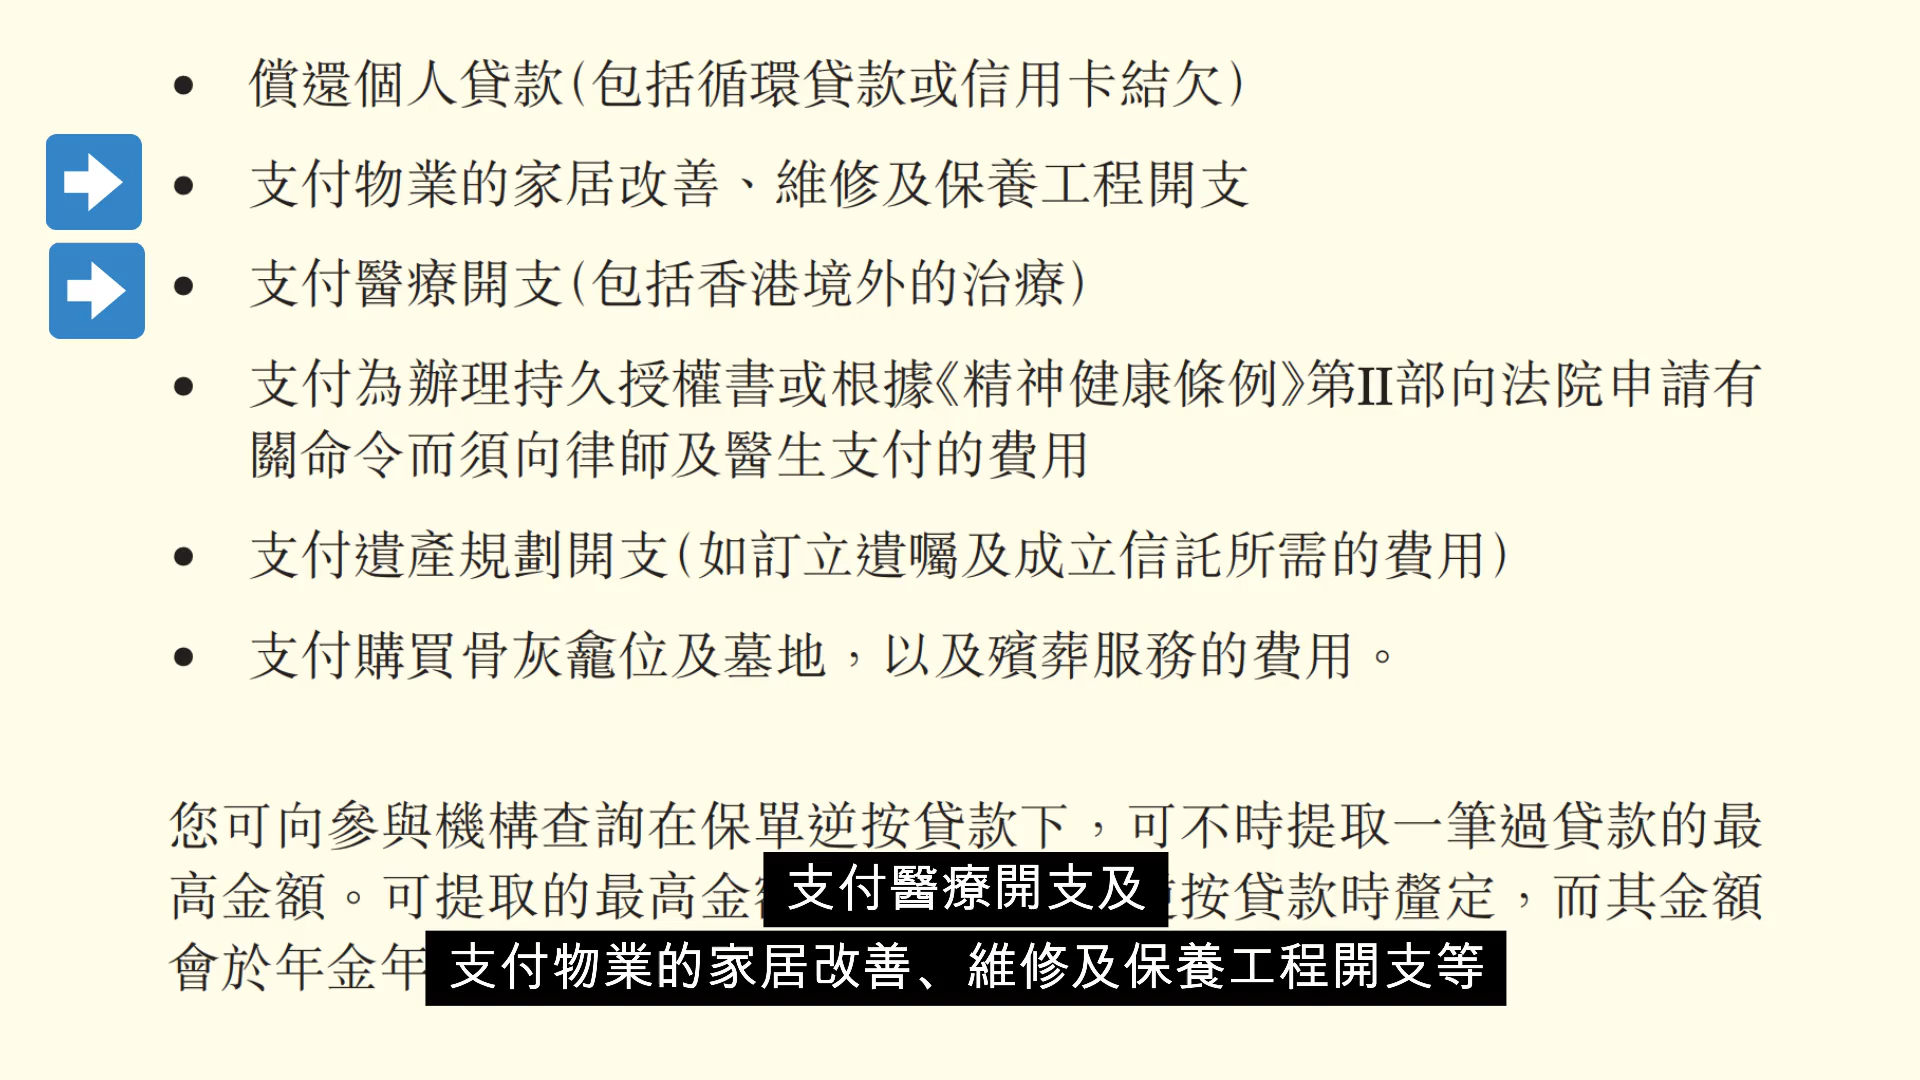 • 償還個人貸款(包括循環貸款或信用卡結欠)
• 支付物業的家居改善、維修及保養工程開支
• 支付醫療開支(包括香港境外的治療)
• 支付為辦理持久授權書或根據《精神健康條例》第II部向法院申請有
關命令而須向律師及醫生支付的費用
• 支付遺產規劃開支(如訂立遺囑及成立信託所需的費用)
• 支付購買骨灰龕位及墓地，以及殯葬服務的費用。
您可向參與機構查詢在保單逆按貸款下，可不時提取一筆過貸款的最
高金額。可提取的最高金 按貸款時釐定，而其金額
會於年金年
支付醫療開支及
支付物業的家居改善、維修及保養工程開支等